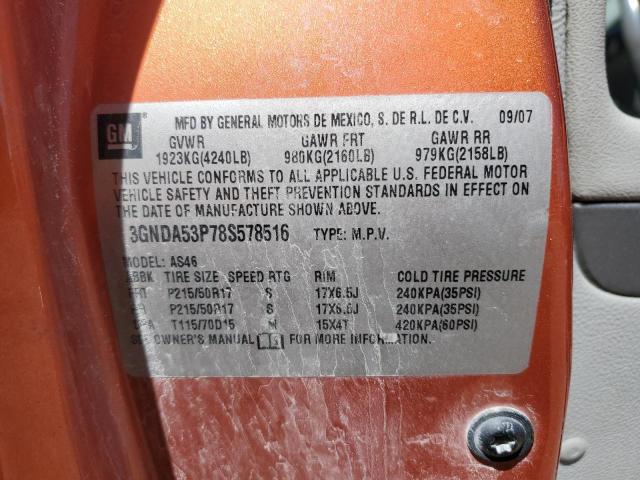 GM
MFD BY GENERAL MOTORS DE MEXICO, S. DE R.L. DE C.V. 09/07
GVWR GAWR FRT GAWR RR
1923KG(4240LB) 980KG(2160LB) 979KG(2158LB)
THIS VEHICLE CONFORMS TO ALL APPLICABLE U.S. FEDERAL MOTOR
VEHICLE SAFETY AND THEFT PREVENTION STANDARDS IN EFFECT ON
THE DATE OF MANUFACTURE SHOWN ABOVE.
3GNDA53P78S578516 TYPE: M.P.V.
MODEL: AS46
TIRE SIZE SPEED RTG RIM COLD TIRE PRESSURE
FRT P215/50R17 S 17X6.5J 240KPA(35PSI)
P215/50R17 S 17X6.5J 240KPA(35PSI)
T115/70D15 M 15X4T 420KPA(60PSI)
SEE OWNER'S MANUAL FOR MORE INFORMATION.